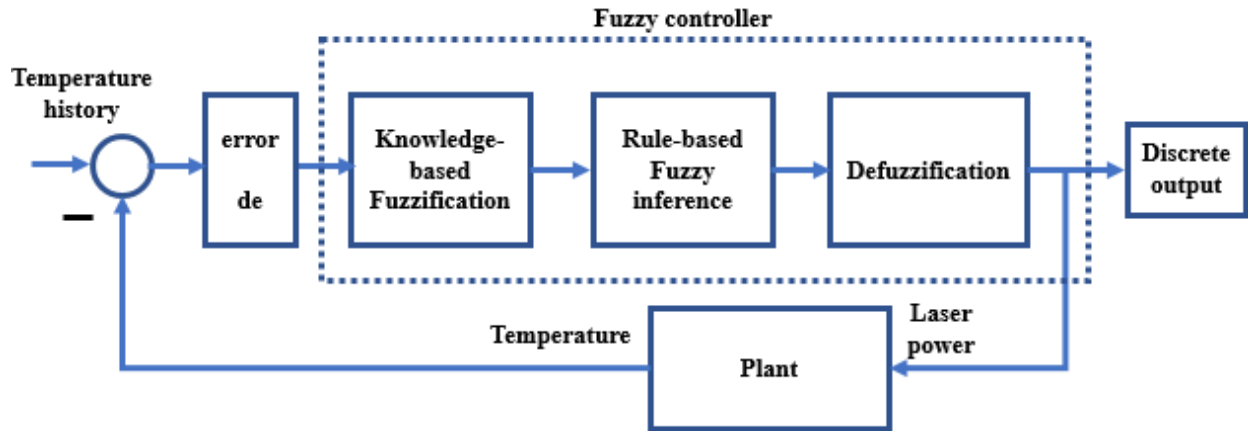 Fuzzy controller
Temperature
history
error
de
Knowledge-
based
Fuzzification
Rule-based
Fuzzy
inference
Defuzzification
Discrete
output
Temperature
Plant
Laser
power